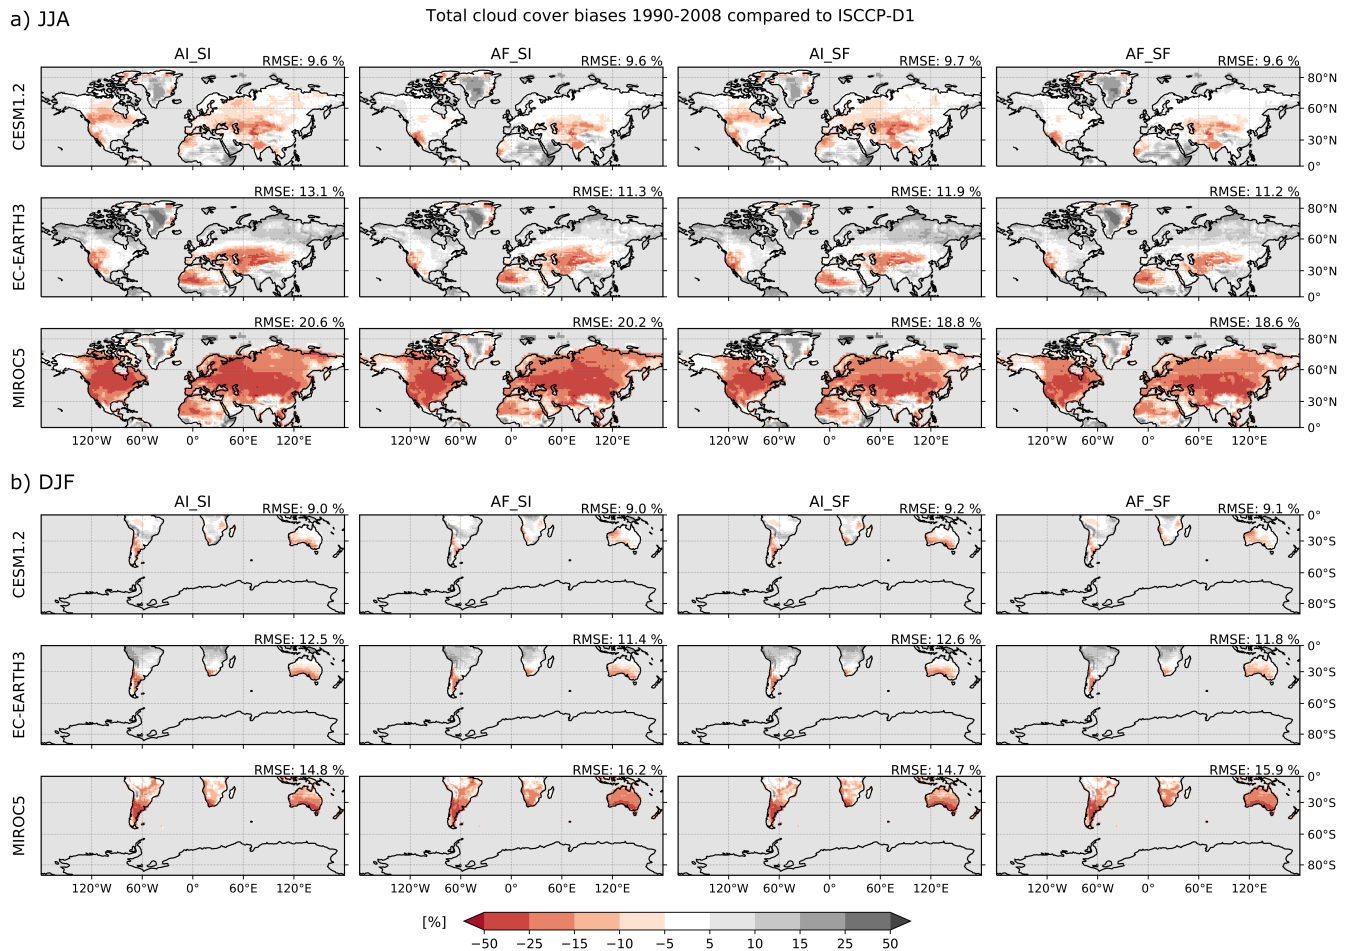 a) JJA
Total cloud cover biases 1990-2008 compared to ISCCP-D1
AI_SI AF_SI AI_SF AF_SF
RMSE: 9.6 % RMSE: 9.6 % RMSE: 9.7 % RMSE: 9.6 %
CESM1.2
80°N
60°N
30°N
0°
RMSE: 13.1 % RMSE: 11.3 % RMSE: 11.9 % RMSE: 11.2 %
EC-EARTH3
80°N
60°N
30°N
0°
RMSE: 20.6 % RMSE: 20.2 % RMSE: 18.8 % RMSE: 18.6 %
MIROC5
80°N
60°N
30°N
0°
120°W 60°W 0° 60°E 120°E 120°W 60°W 0° 60°E 120°E 120°W 60°W 0° 60°E 120°E 120°W 60°W 0° 60°E 120°E
b) DJF
AI_SI AF_SI AI_SF AF_SF
RMSE: 9.0 % RMSE: 9.0 % RMSE: 9.2 % RMSE: 9.1 %
CESM1.2
0°
30°S
60°S
80°S
RMSE: 12.5 % RMSE: 11.4 % RMSE: 12.6 % RMSE: 11.8 %
EC-EARTH3
0°
30°S
60°S
80°S
RMSE: 14.8 % RMSE: 16.2 % RMSE: 14.7 % RMSE: 15.9 %
MIROC5
0°
30°S
60°S
80°S
120°W 60°W 0° 60°E 120°E 120°W 60°W 0° 60°E 120°E 120°W 60°W 0° 60°E 120°E 120°W 60°W 0° 60°E 120°E
[%]
−50 −25 −15 −10 −5 5 10 15 25 50